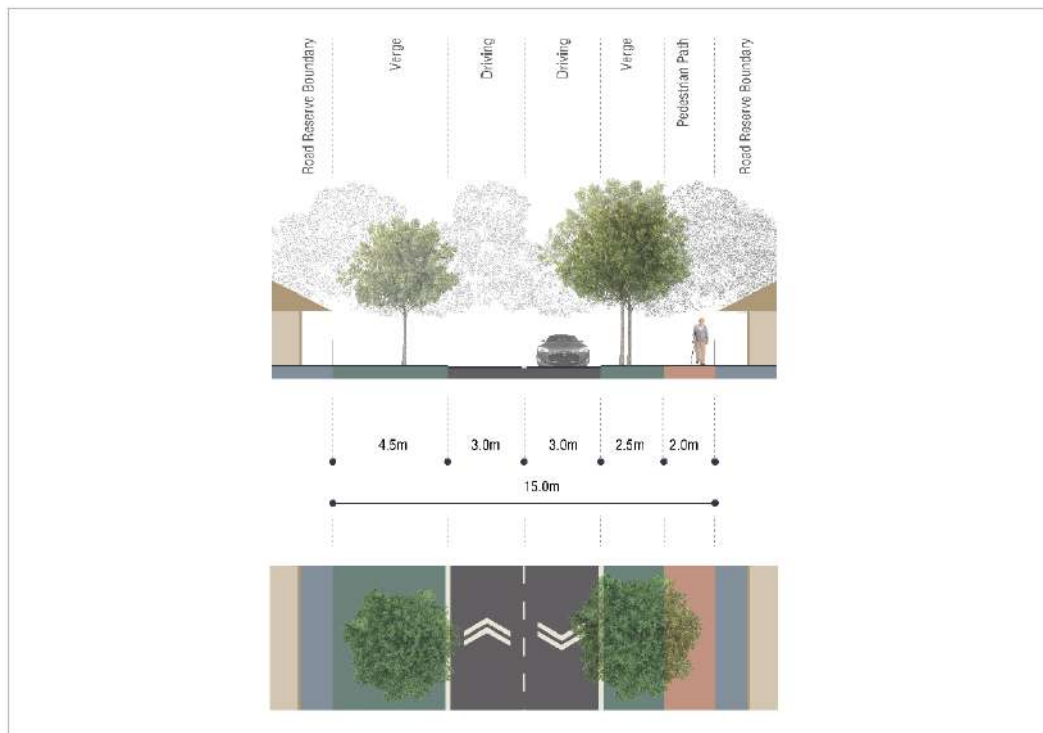 Road Reserve Boundary
Verge
Driving
Driving
Verge
Pedestrian Path
Road Reserve Boundary
4.5m
3.0m
3.0m
2.5m
2.0m
15.0m